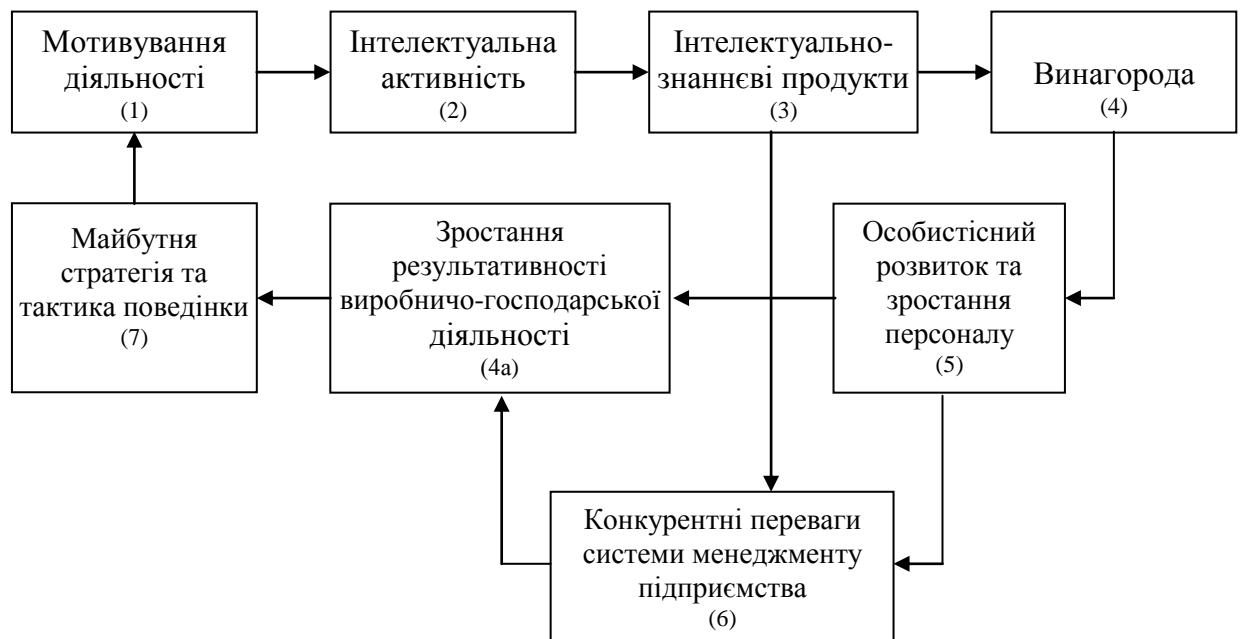 Мотивування
діяльності
(1)
Інтелектуальна
активність
(2)
Інтелектуально-
знаннєві продукти
(3)
Винагорода
(4)
Майбутня
стратегія та
тактика поведінки
(7)
Зростання
результативності
виробничо-господарської
діяльності
(4а)
Особистісний
розвиток та
зростання
персоналу
(5)
Конкурентні переваги
системи менеджменту
підприємства
(6)